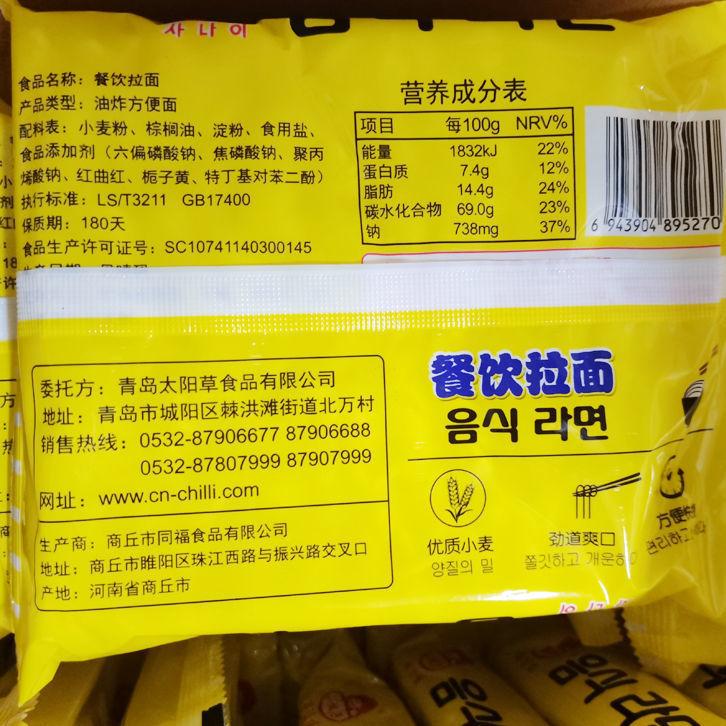 사나이
食品名称：餐饮拉面
产品类型：油炸方便面
配料表：小麦粉、棕榈油、淀粉、食用盐、
食品添加剂（六偏磷酸钠、焦磷酸钠、聚丙
烯酸钠、红曲红、栀子黄、特丁基对苯二酚）
执行标准：LS/T3211 GB17400
保质期：180天
食品生产许可证号：SC10741140300145
营养成分表
项目 每100g NRV%
能量 1832kJ 22%
蛋白质 7.4g 12%
脂肪 14.4g 24%
碳水化合物 69.0g 23%
钠 738mg 37%
6 943904 895270
委托方：青岛太阳草食品有限公司
地址：青岛市城阳区棘洪滩街道北万村
销售热线：0532-87906677 87906688
0532-87807999 87907999
网址：www.cn-chilli.com
生产商：商丘市同福食品有限公司
地址：商丘市睢阳区珠江西路与振兴路交叉口
产地：河南省商丘市
餐饮拉面
음식 라면
优质小麦
양질의 밀
劲道爽口
쫄깃하고 개운하
方便
편리하고
음식 라면